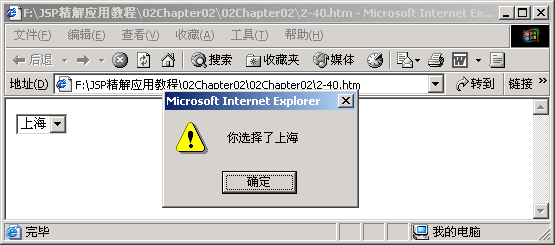 F:\JSP精解应用教程\02Chapter02\02Chapter02\2-40.htm - Microsoft Internet Ex...
文件(F) 编辑(E) 查看(V) 收藏(A) 工具(T) 帮助(H)
后退 搜索 收藏夹 媒体
地址(D) F:\JSP精解应用教程\02Chapter02\02Chapter02\2-40.htm 转到 链接 »
Microsoft Internet Explorer
上海
你选择了上海
确定
完毕 我的电脑